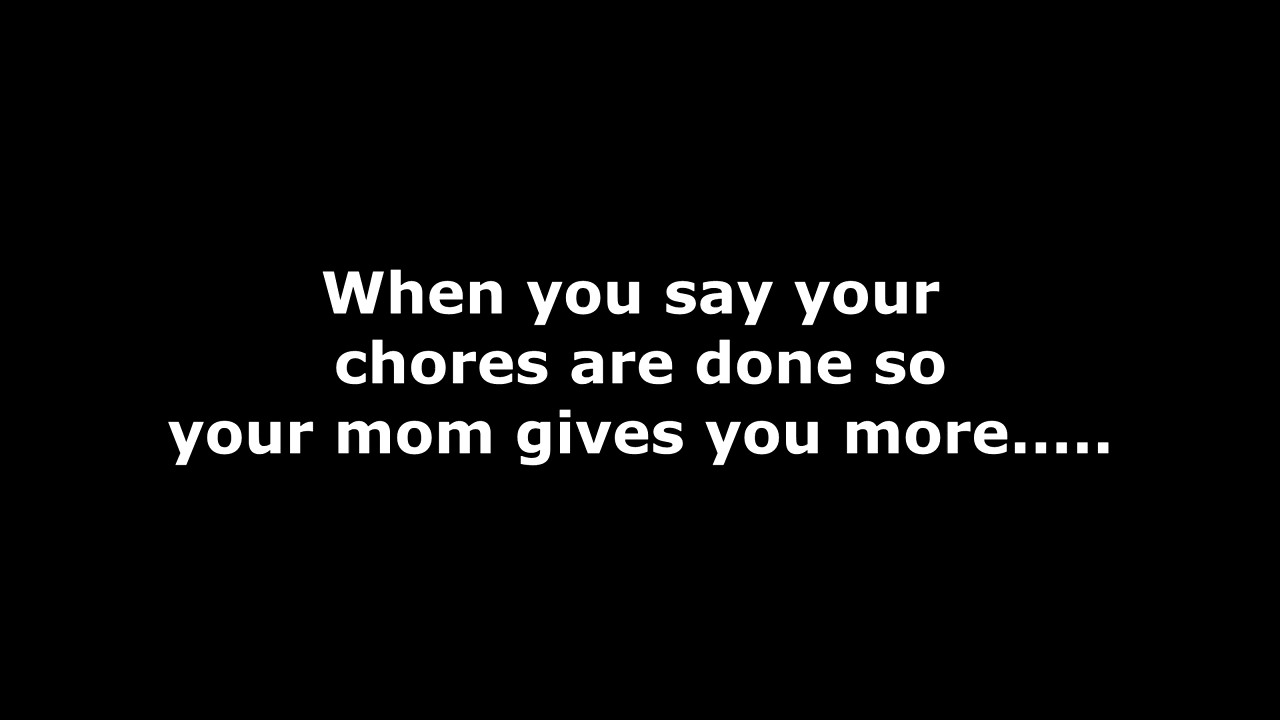 When you say your
chores are done so
your mom gives you more.....